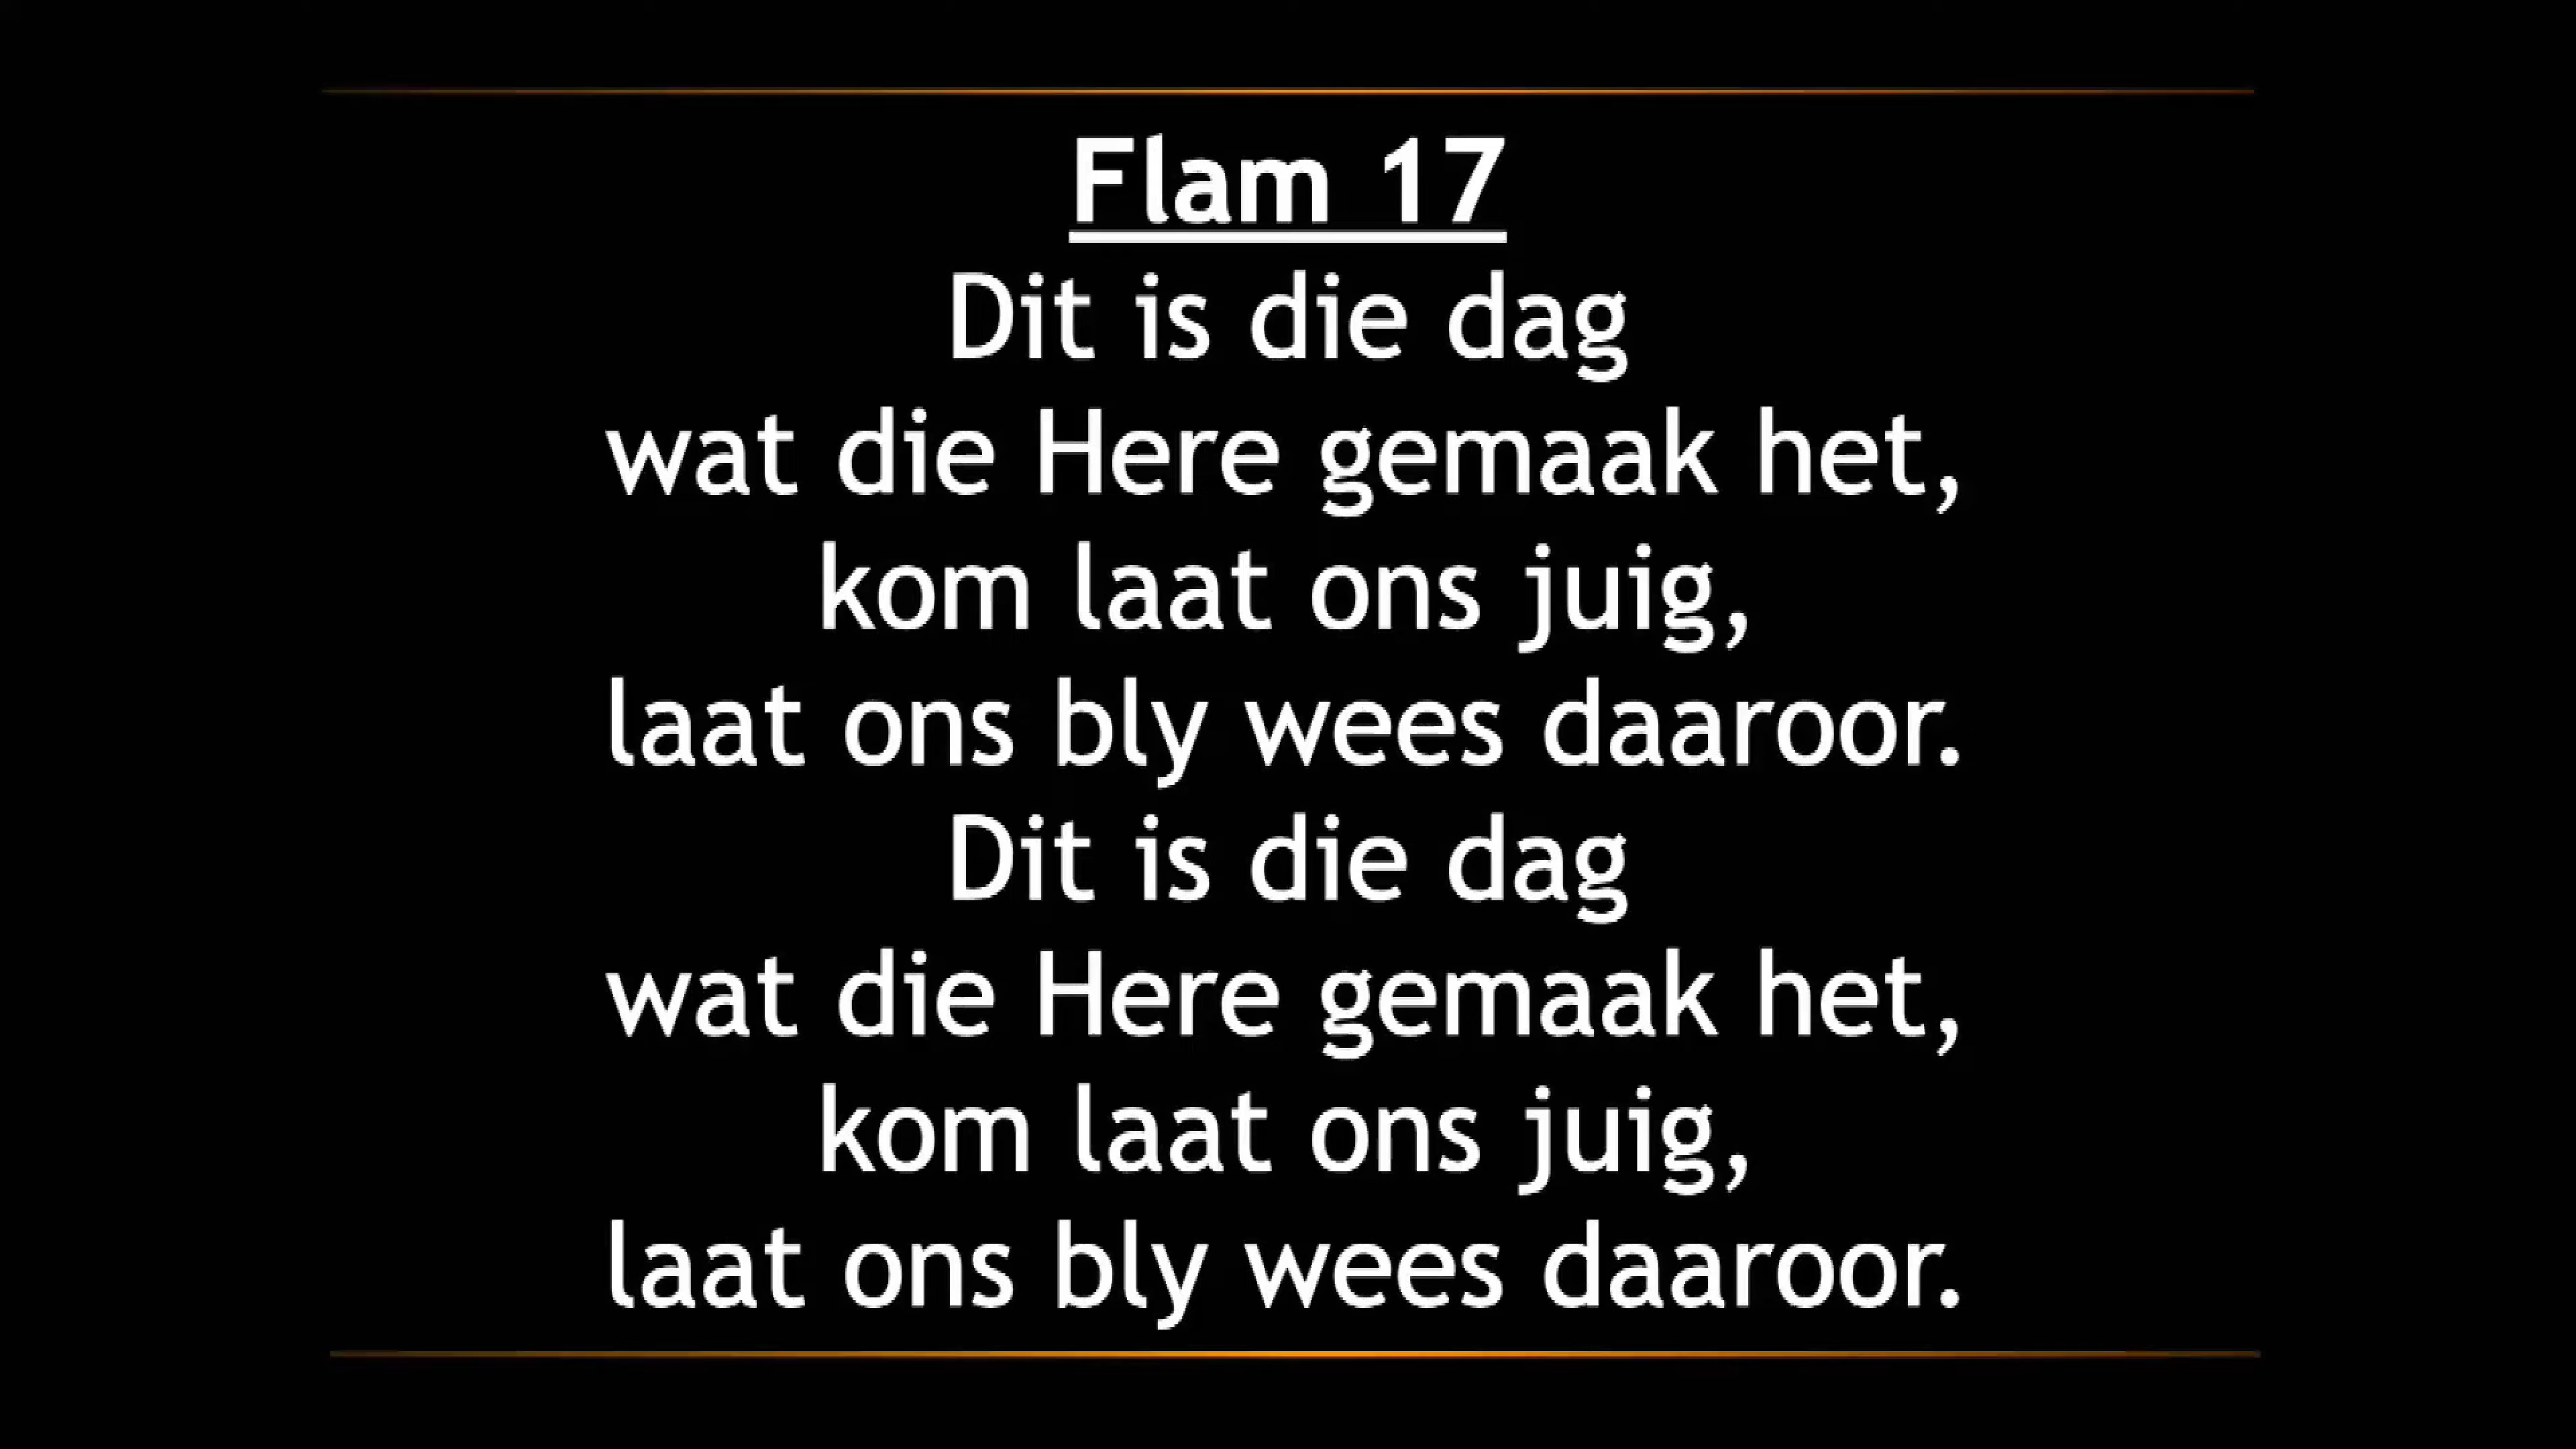 Flam 17
Dit is die dag
wat die Here gemaak het,
kom laat ons juig,
laat ons bly wees daaroor.
Dit is die dag
wat die Here gemaak het,
kom laat ons juig,
laat ons bly wees daaroor.